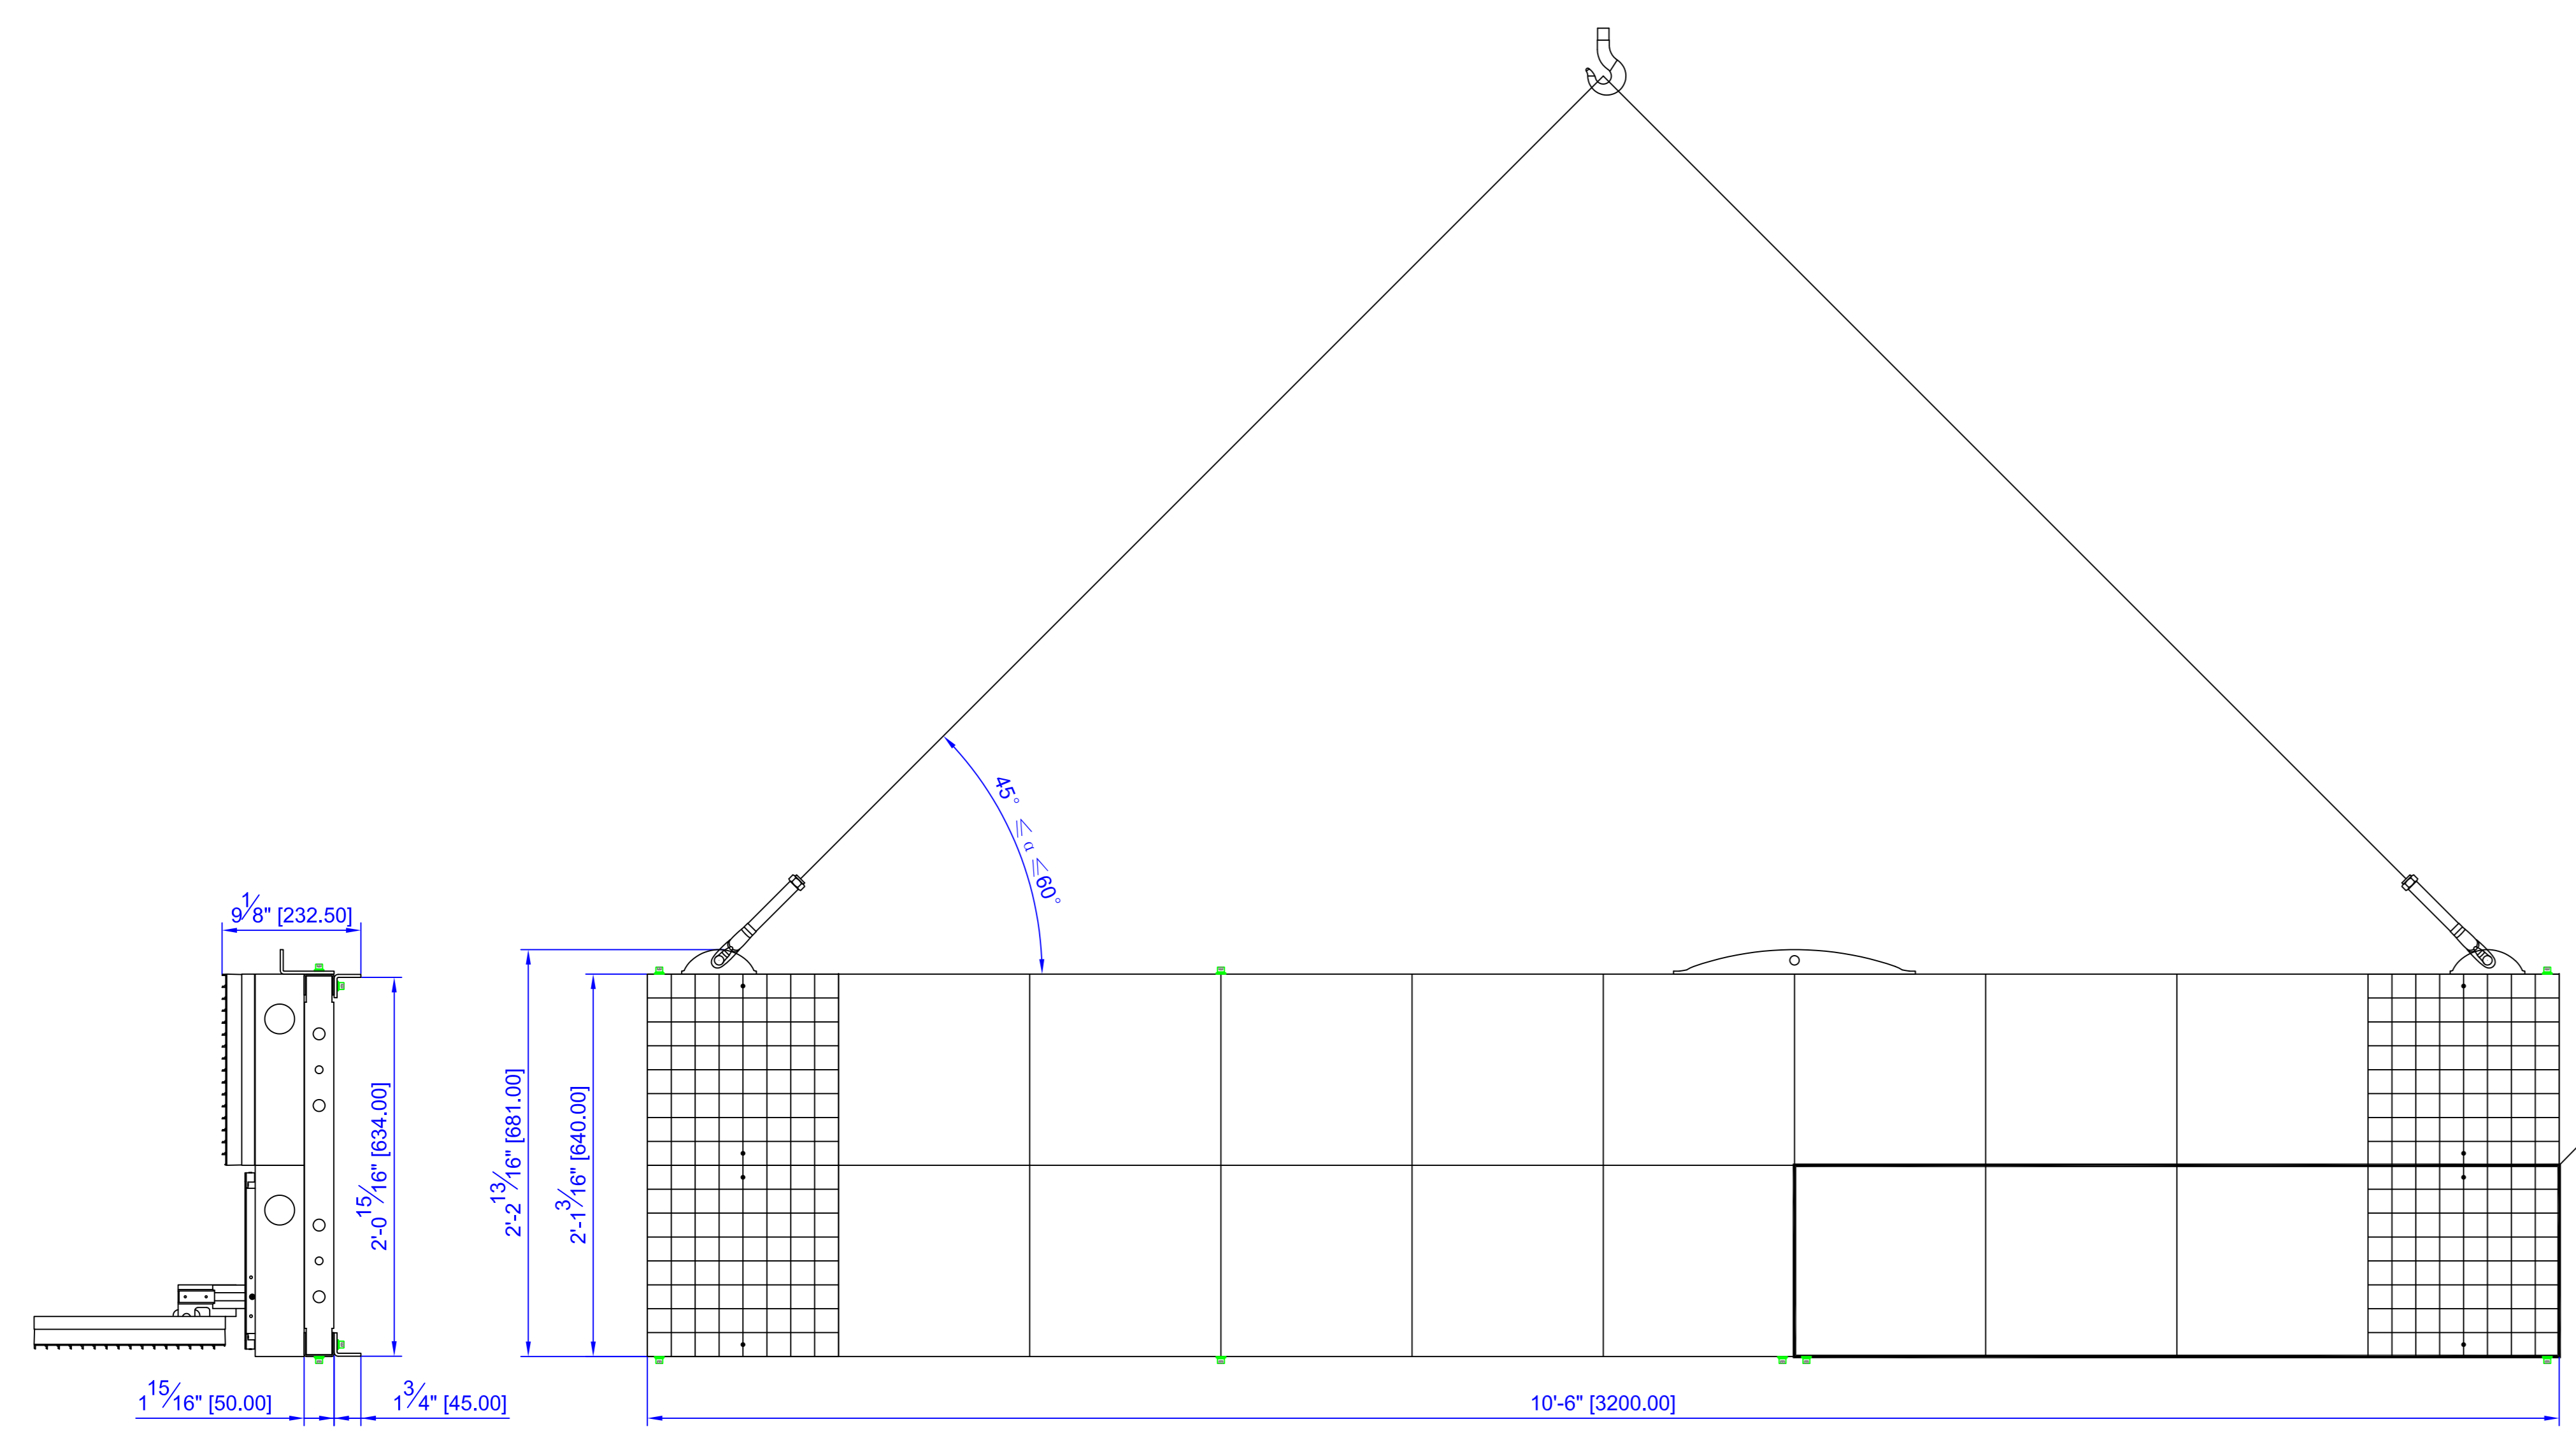 45° ≤ α ≤60°
9 1/8" [232.50]
2'-0 15/16" [634.00]
2'-2 13/16" [681.00]
2'-1 3/16" [640.00]
1 15/16" [50.00]
1 3/4" [45.00]
10'-6" [3200.00]